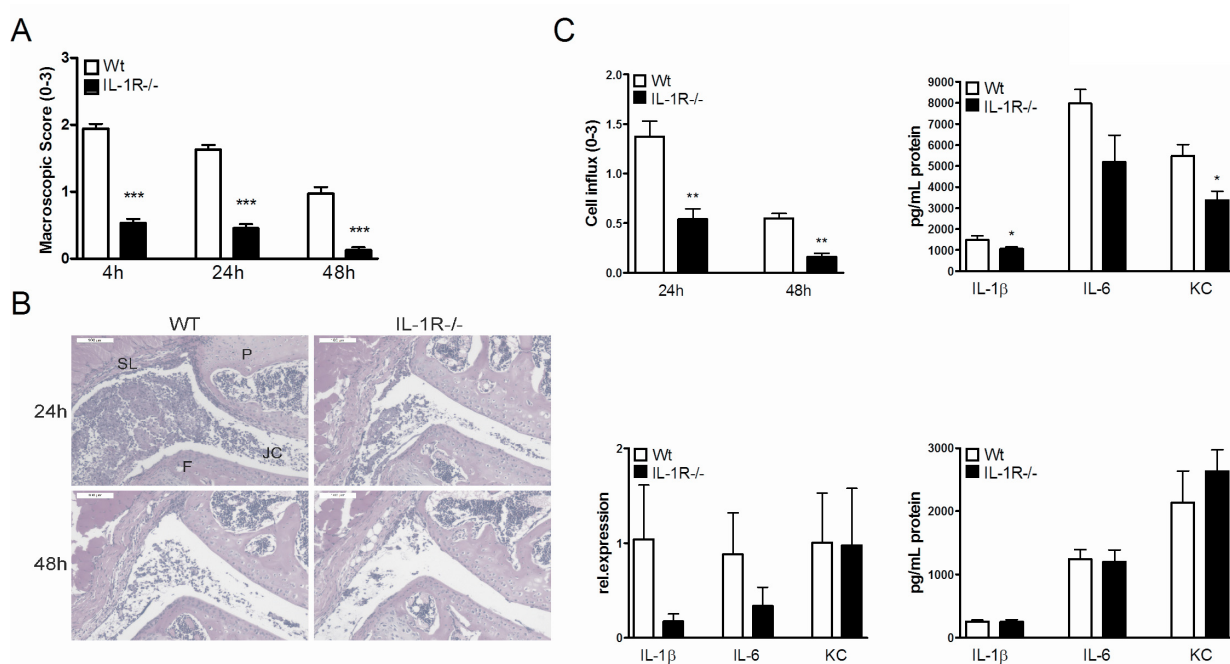 A
Macroscopic Score (0-3)
3
2
1
0
Wt
IL-1R-/-
***
***
***
4h
24h
48h
B
WT
IL-1R-/-
24h
48h
SL
P
JC
F
C
Cell influx (0-3)
2.0
1.5
1.0
0.5
0.0
Wt
IL-1R-/-
**
**
24h
48h
pg/mL protein
9000
8000
7000
6000
5000
4000
3000
2000
1000
0
Wt
IL-1R-/-
*
*
IL-1β
IL-6
KC
rel.expression
2
1
0
Wt
IL-1R-/-
IL-1β
IL-6
KC
pg/mL protein
3000
2000
1000
0
Wt
IL-1R-/-
IL-1β
IL-6
KC